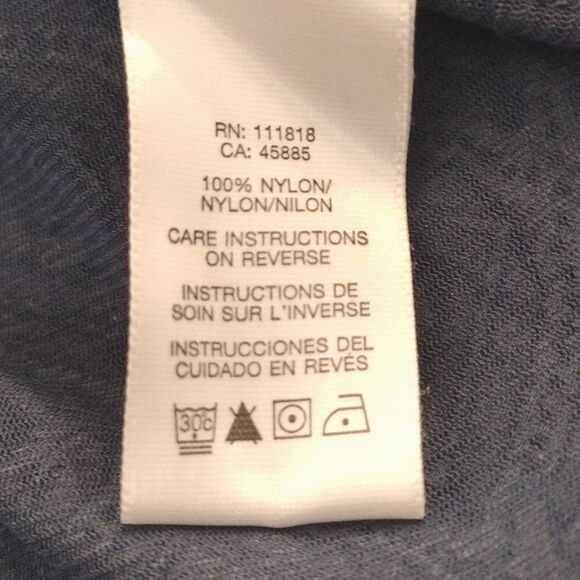 RN: 111818
CA: 45885
100% NYLON/
NYLON/NILON
CARE INSTRUCTIONS
ON REVERSE
INSTRUCTIONS DE
SOIN SUR L'INVERSE
INSTRUCCIONES DEL
CUIDADO EN REVÉS
30c